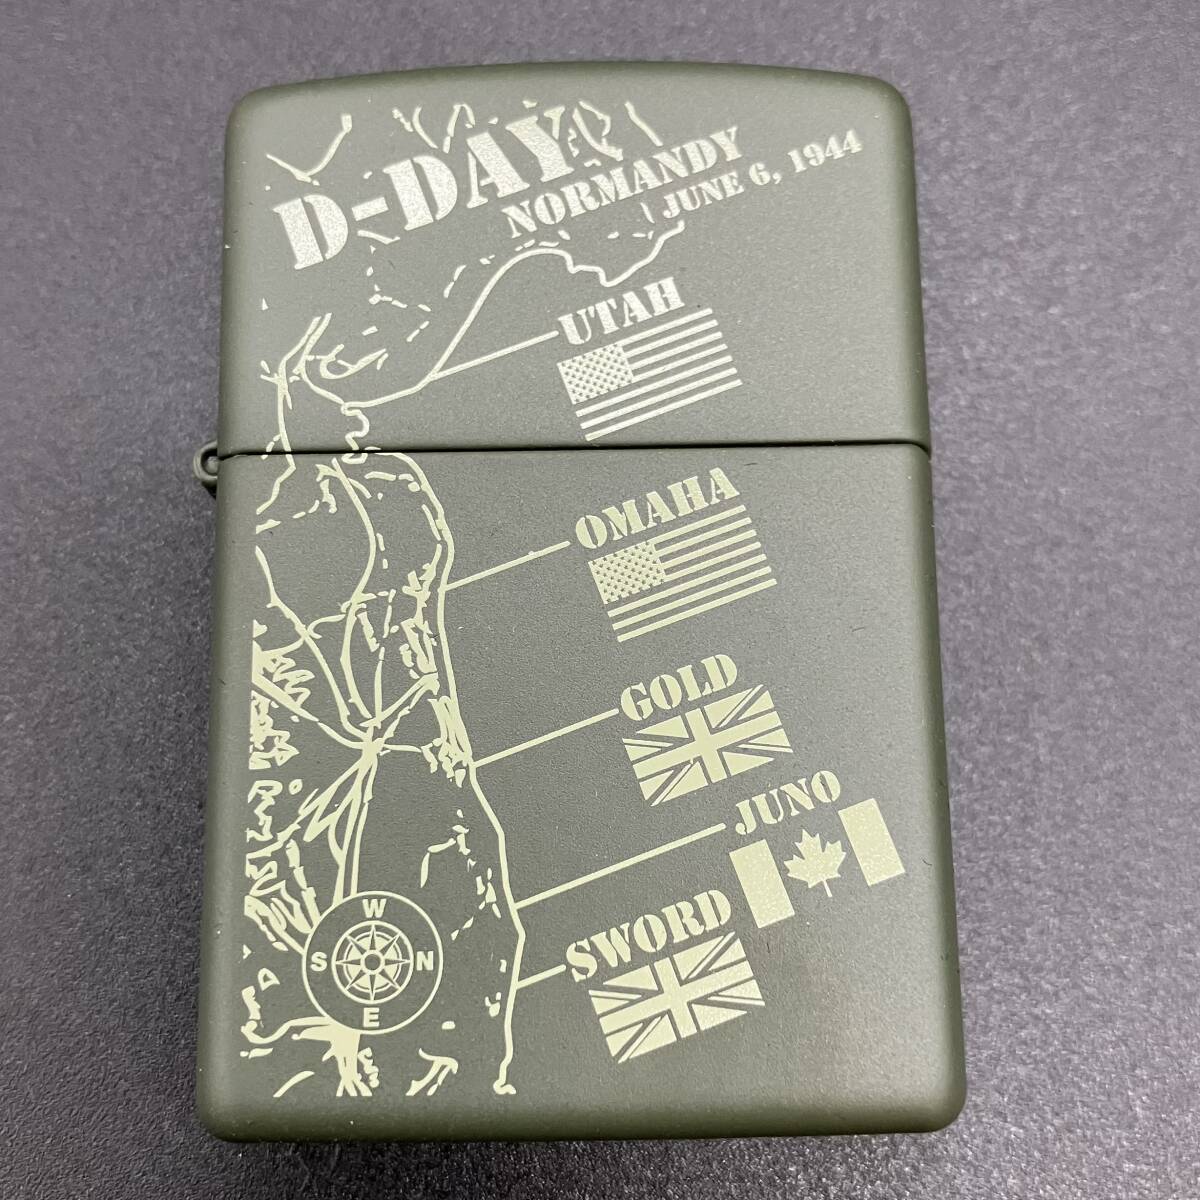 D-DAY
NORMANDY
JUNE 6, 1944
UTAH
OMAHA
GOLD
JUNO
SWORD
W
S N
E